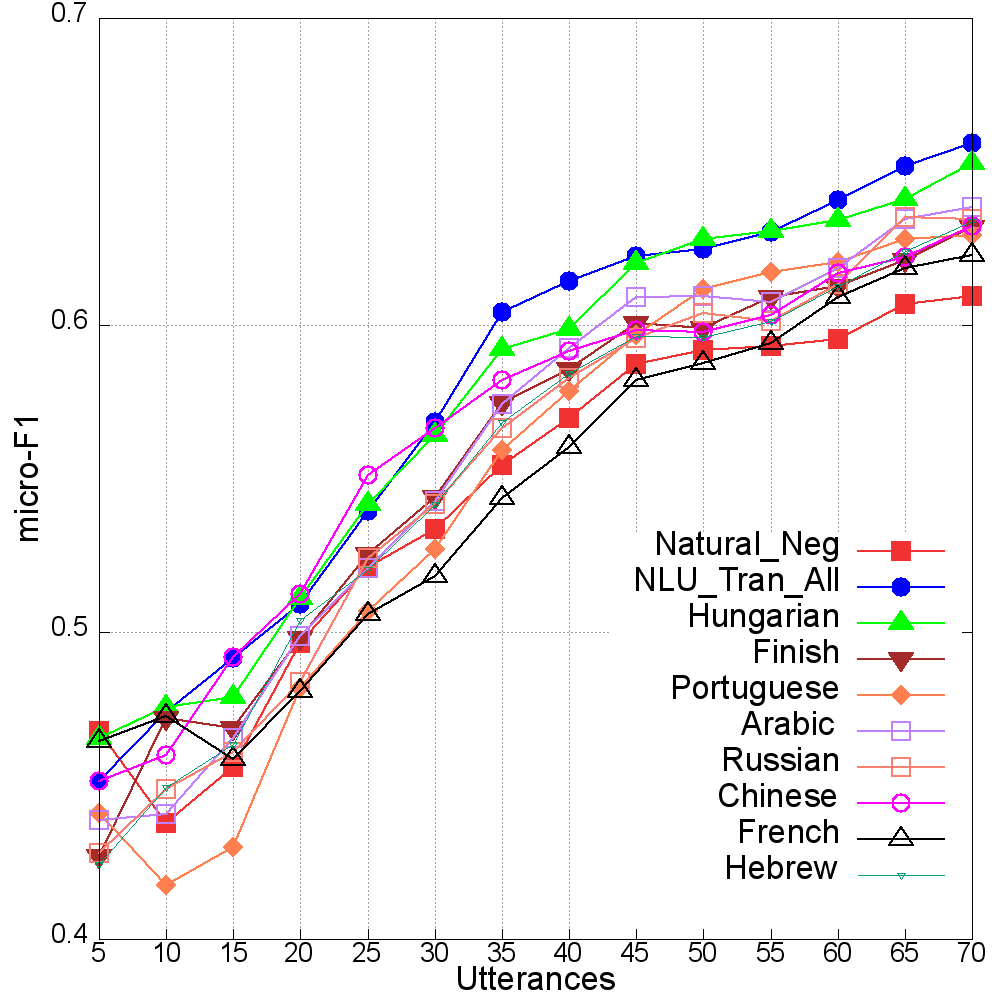 0.7
0.6
0.5
0.4
micro-F1
Natural_Neg
NLU_Tran_All
Hungarian
Finish
Portuguese
Arabic
Russian
Chinese
French
Hebrew
5 10 15 20 25 30 35 40 45 50 55 60 65 70
Utterances